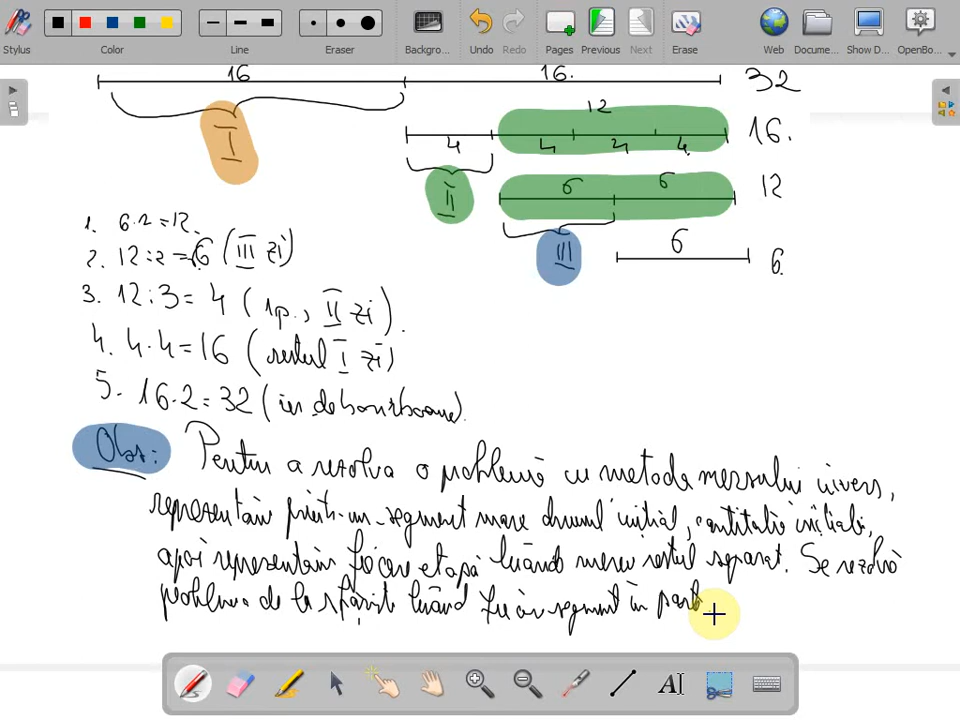 Stylus Color Line Eraser Backgro... Undo Redo Pages Previous Next Erase Web Docume... Show D... OpenBo...
16 16. 32
12
I 4 4 4 4 16.
II 6 6 12
III 6 6.
1. 6·2=12.
2. 12:2=6 (III zi)
3. 12:3=4 (1p., II zi).
4. 4·4=16 (restul I zi)
5. 16·2=32 (în
Obs: Pentru a rezolva o problemă cu metoda mersului invers,
reprezentăm printr-un segment mare drumul inițial, cantitatea inițială,
apoi reprezentăm fiecare etapă luând mereu restul separat. Se rezolvă
problema de la sfârșit luând fiecare segment în parte